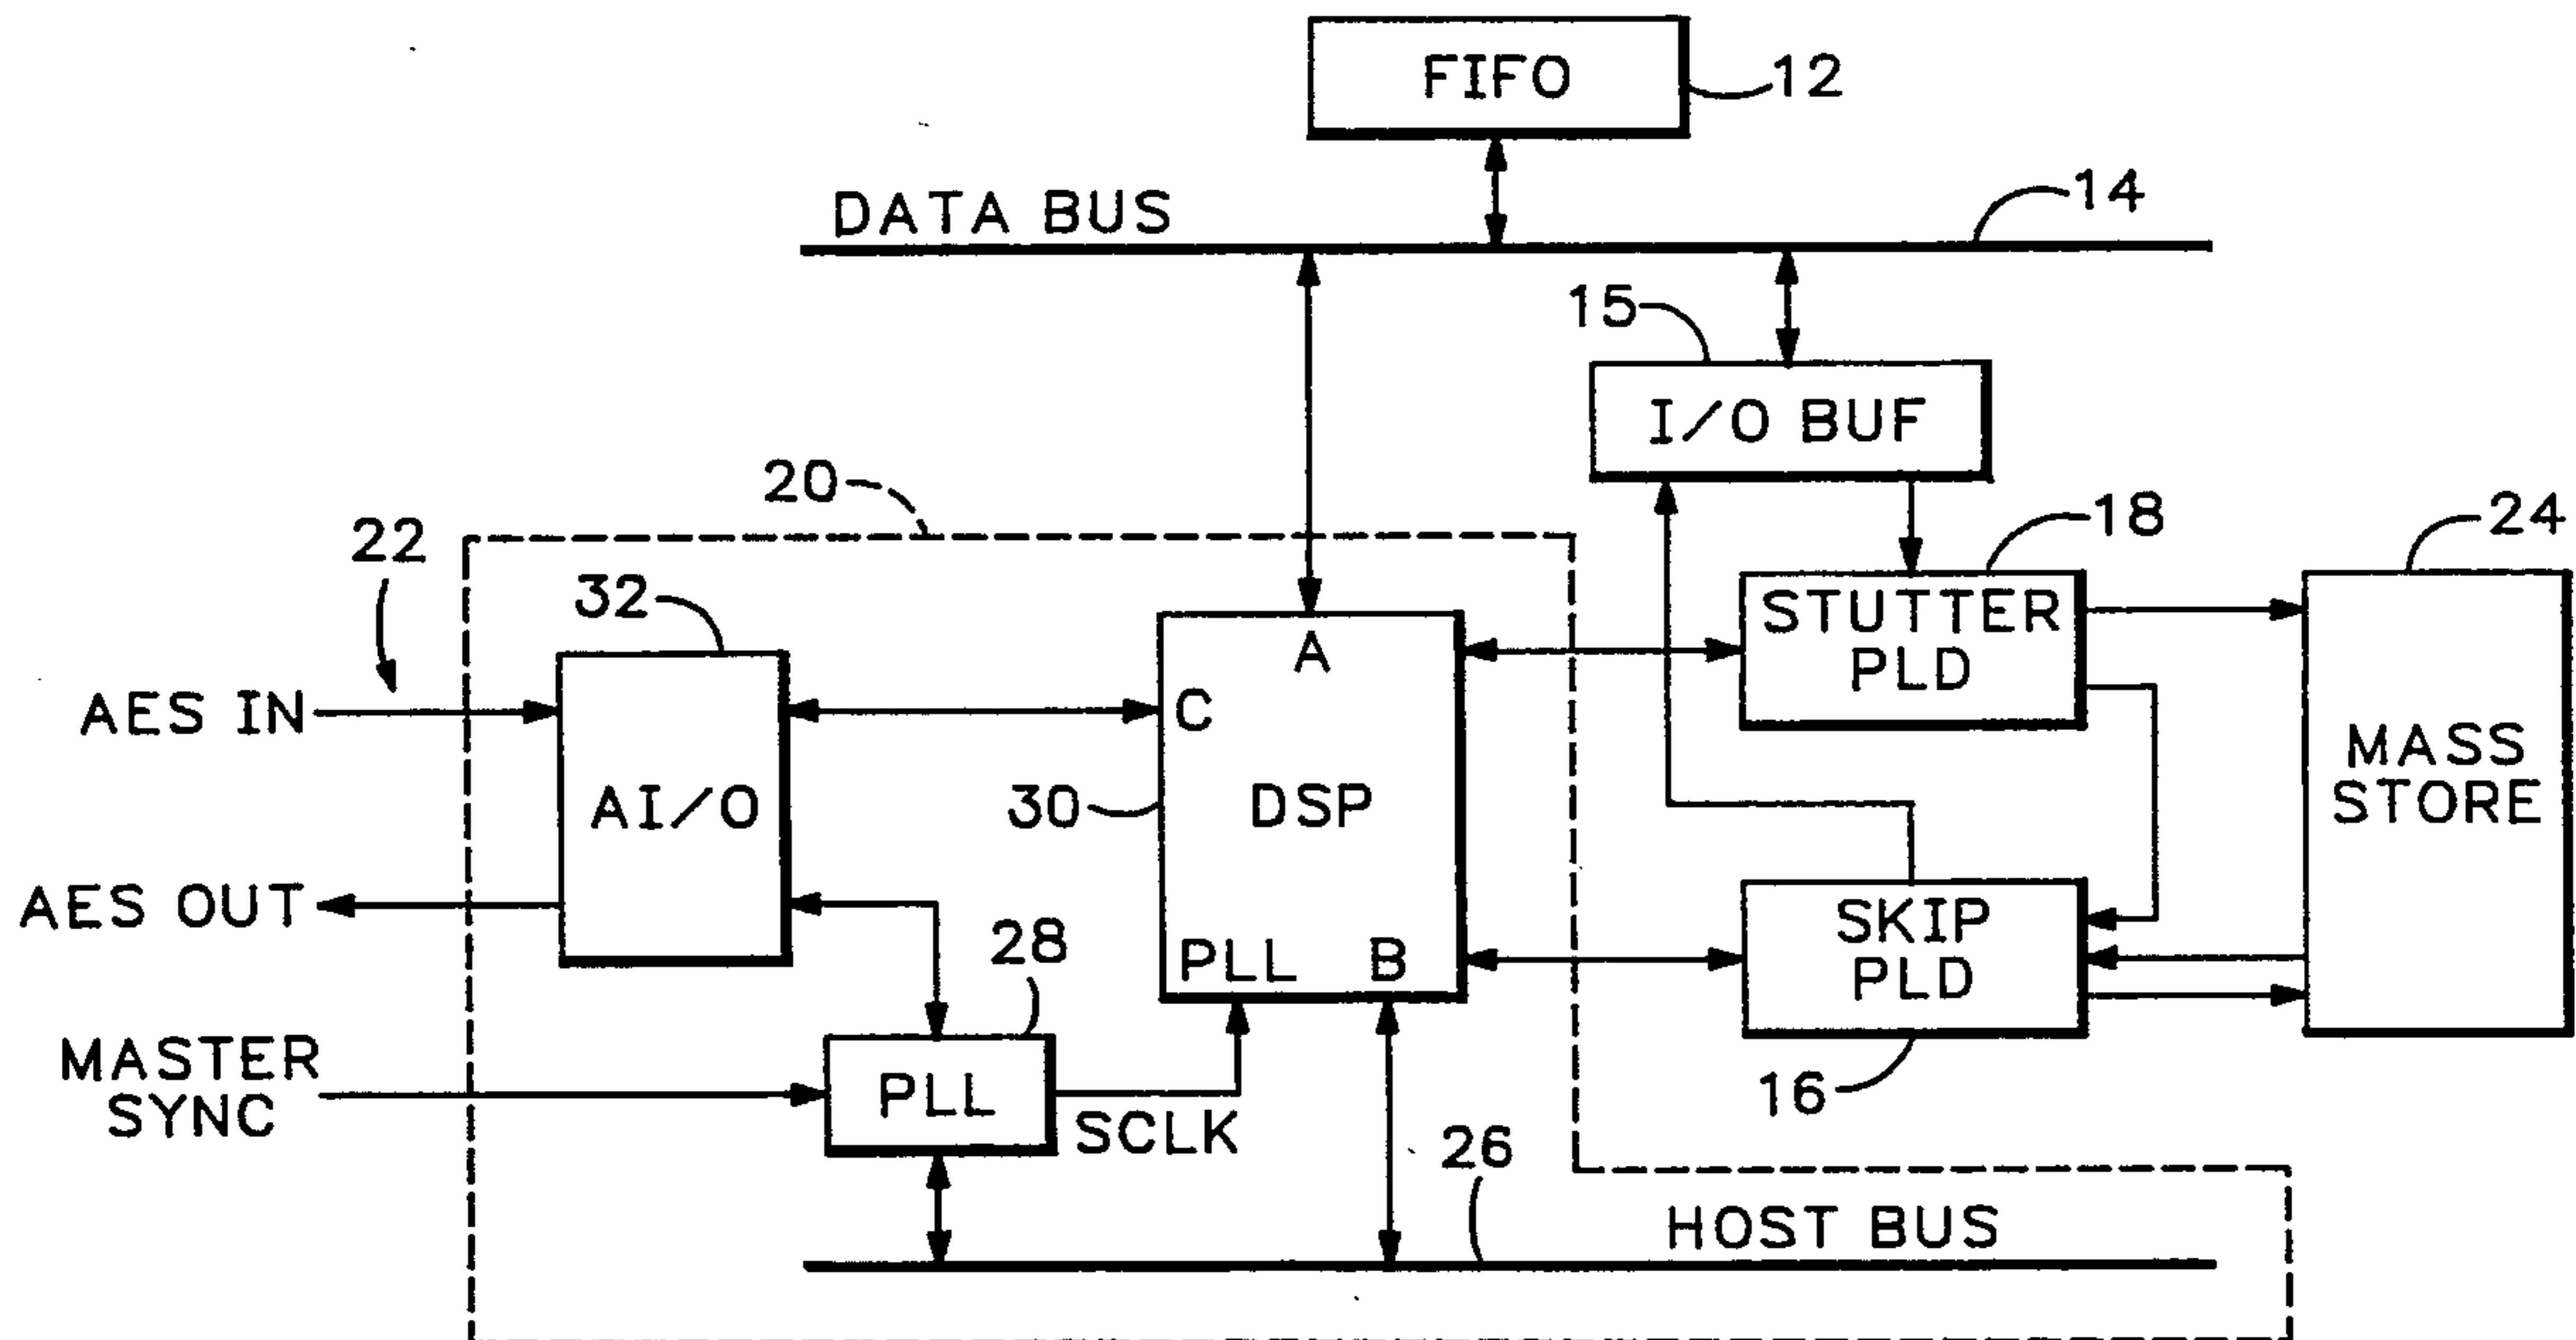 FIFO
12
DATA BUS
14
15
I/O BUF
20
22
18
24
32
STUTTER
PLD
A
AES IN
C
MASS
STORE
30
DSP
AI/O
AES OUT
SKIP
PLD
28
PLL
B
MASTER
SYNC
PLL
SCLK
16
26
HOST BUS